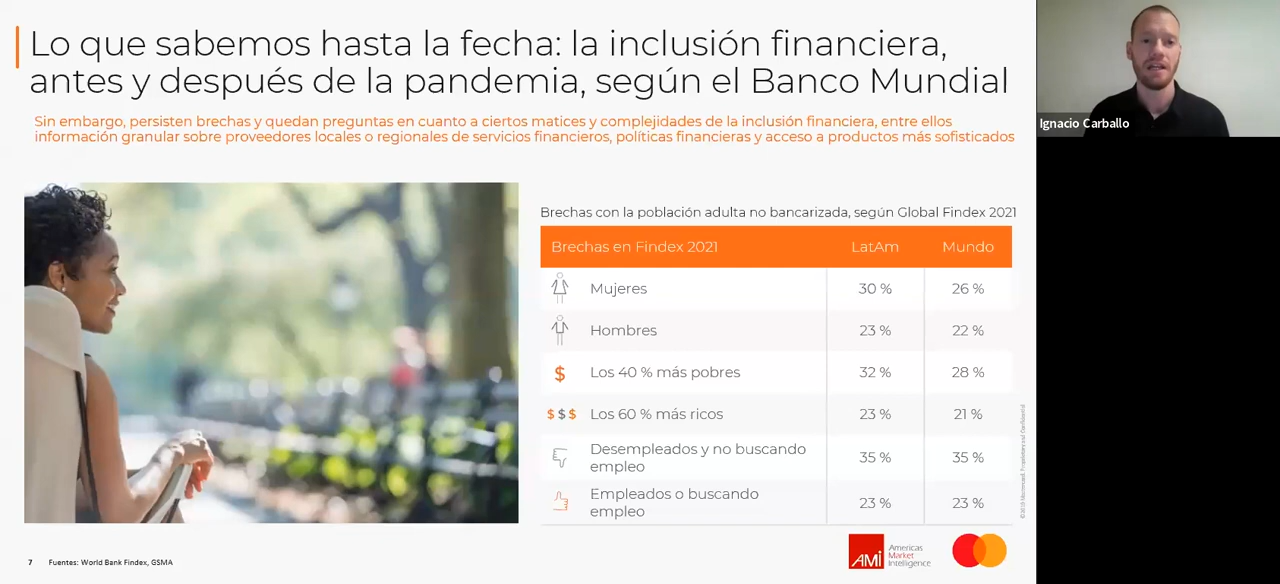 Lo que sabemos hasta la fecha: la inclusión financiera,
antes y después de la pandemia, según el Banco Mundial
Sin embargo, persisten brechas y quedan preguntas en cuanto a ciertos matices y complejidades de la inclusión financiera, entre ellos
información granular sobre proveedores locales o regionales de servicios financieros, políticas financieras y acceso a productos más sofisticados
Ignacio Carballo
Brechas con la población adulta no bancarizada, según Global Findex 2021
Brechas en Findex 2021 LatAm Mundo
Mujeres 30 % 26 %
Hombres 23 % 22 %
$ Los 40 % más pobres 32 % 28 %
$ $ $ Los 60 % más ricos 23 % 21 %
Desempleados y no buscando
empleo 35 % 35 %
Empleados o buscando
empleo 23 % 23 %
AMI Americas
Market
Intelligence
7 Fuentes: World Bank Findex, GSMA